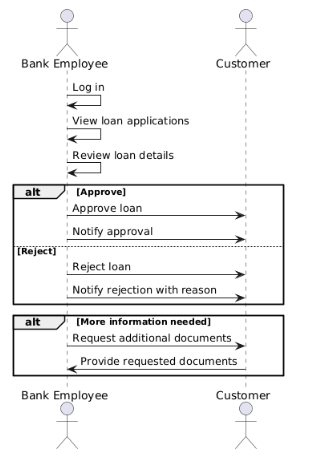 Bank Employee Customer
Log in
View loan applications
Review loan details
alt [Approve]
Approve loan
Notify approval
[Reject]
Reject loan
Notify rejection with reason
alt [More information needed]
Request additional documents
Provide requested documents
Bank Employee Customer